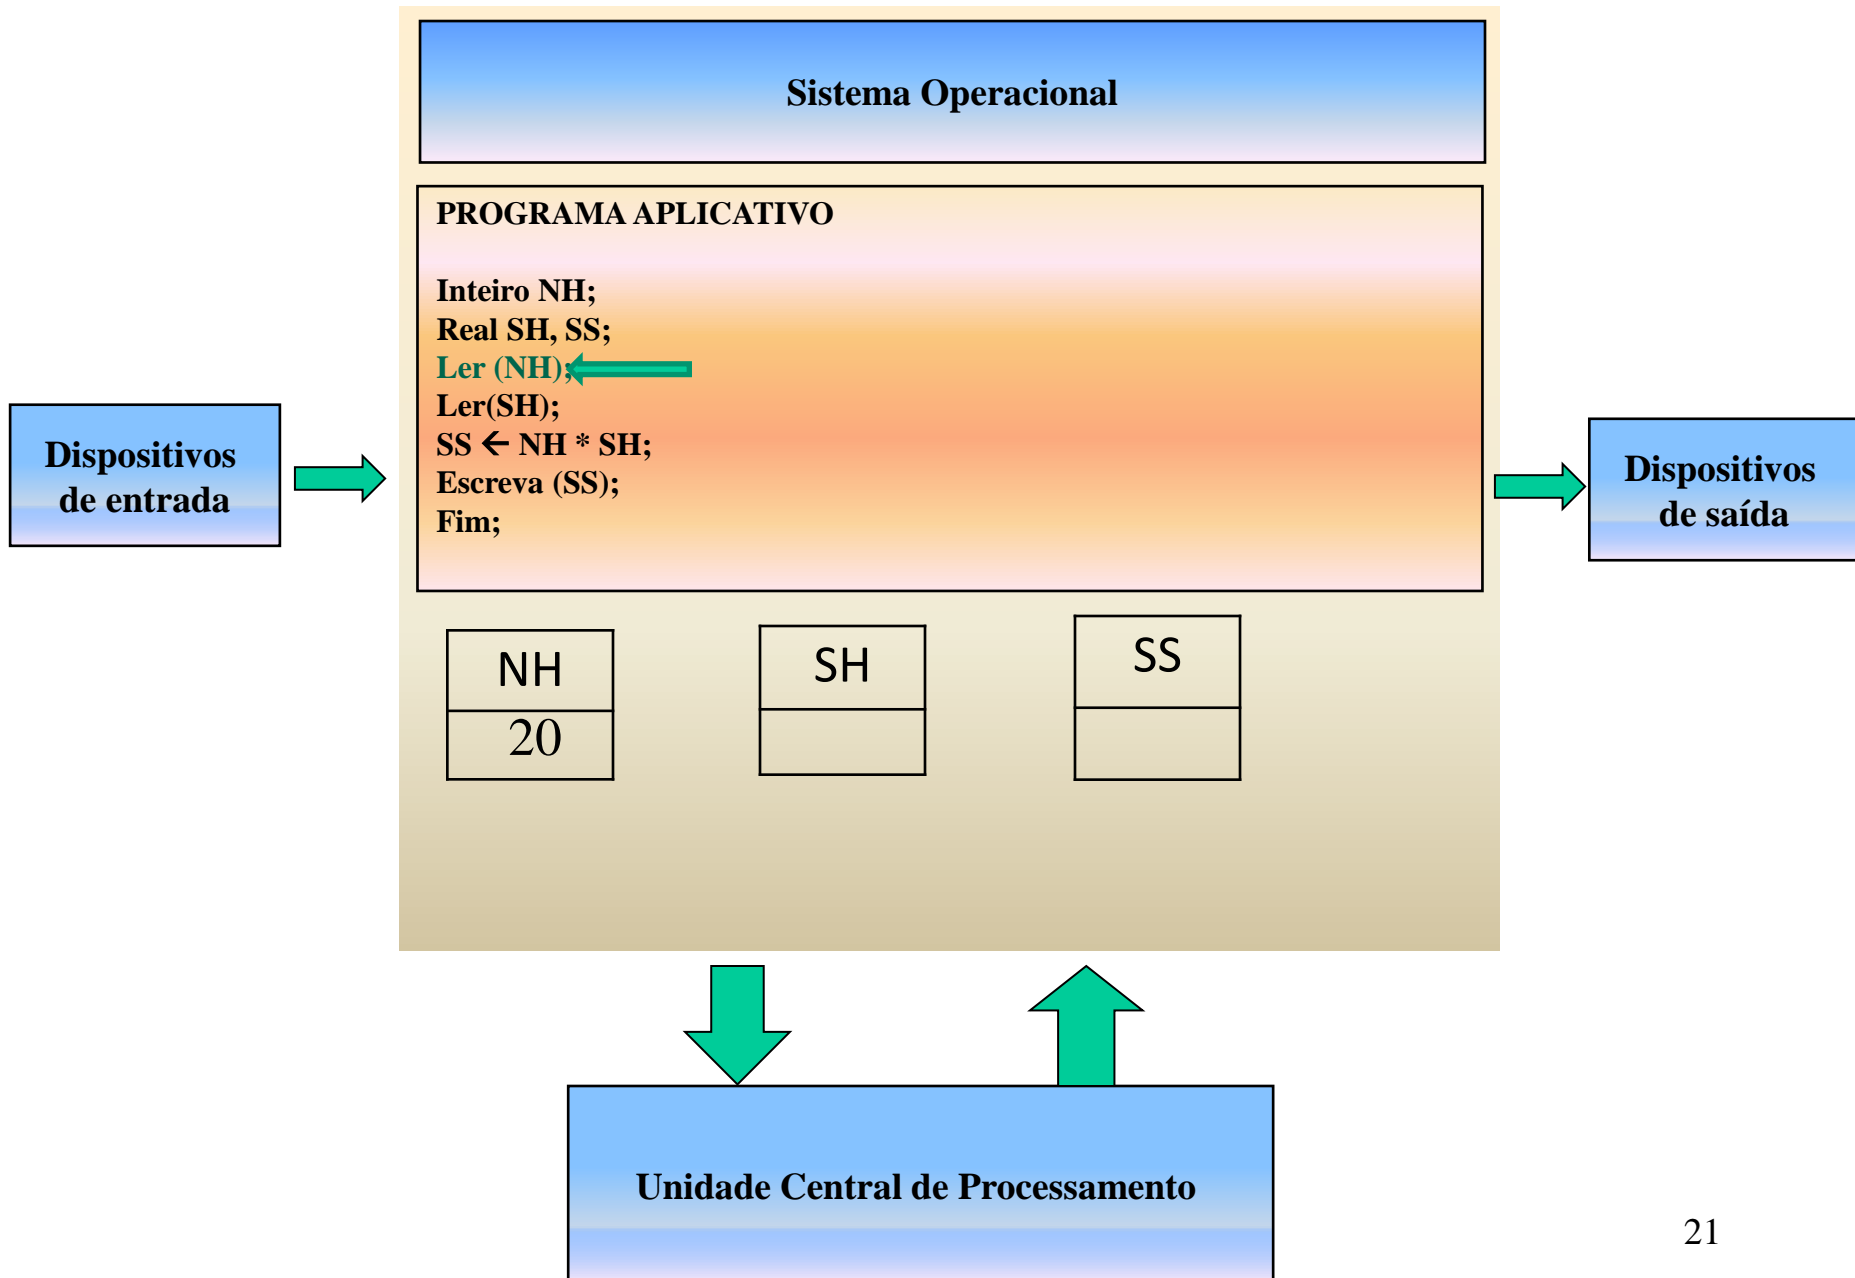 Sistema Operacional
PROGRAMA APLICATIVO
Inteiro NH;
Real SH, SS;
Ler (NH);
Ler(SH);
SS ← NH * SH;
Escreva (SS);
Fim;
Dispositivos
de entrada
Dispositivos
de saída
NH
20
SH
SS
Unidade Central de Processamento
21